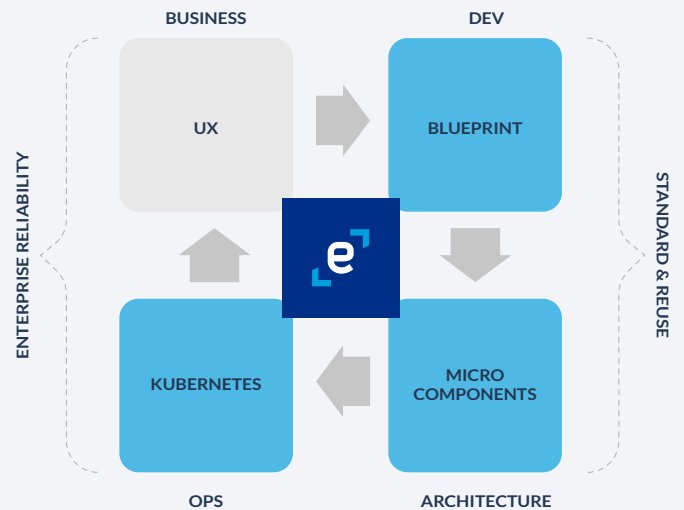 BUSINESS
DEV
UX
BLUEPRINT
ENTERPRISE RELIABILITY
STANDARD & REUSE
e
KUBERNETES
MICRO
COMPONENTS
OPS
ARCHITECTURE